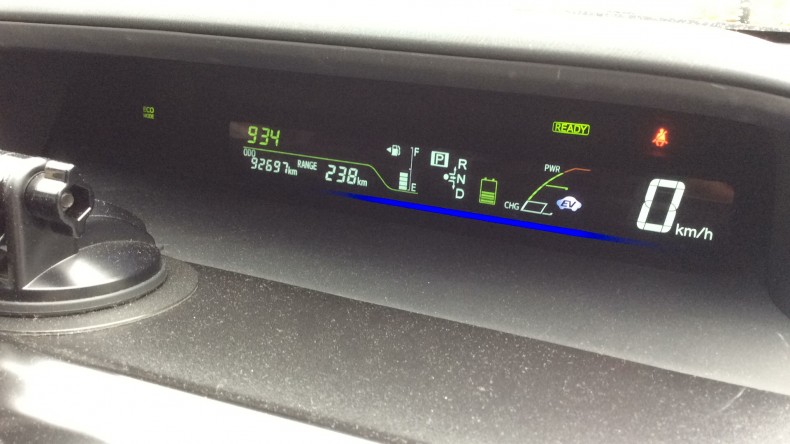 ECO
MODE
934
ODO
92697km
RANGE
238km
F
E
P
R
N
D
CHG
PWR
EV
READY
0 km/h